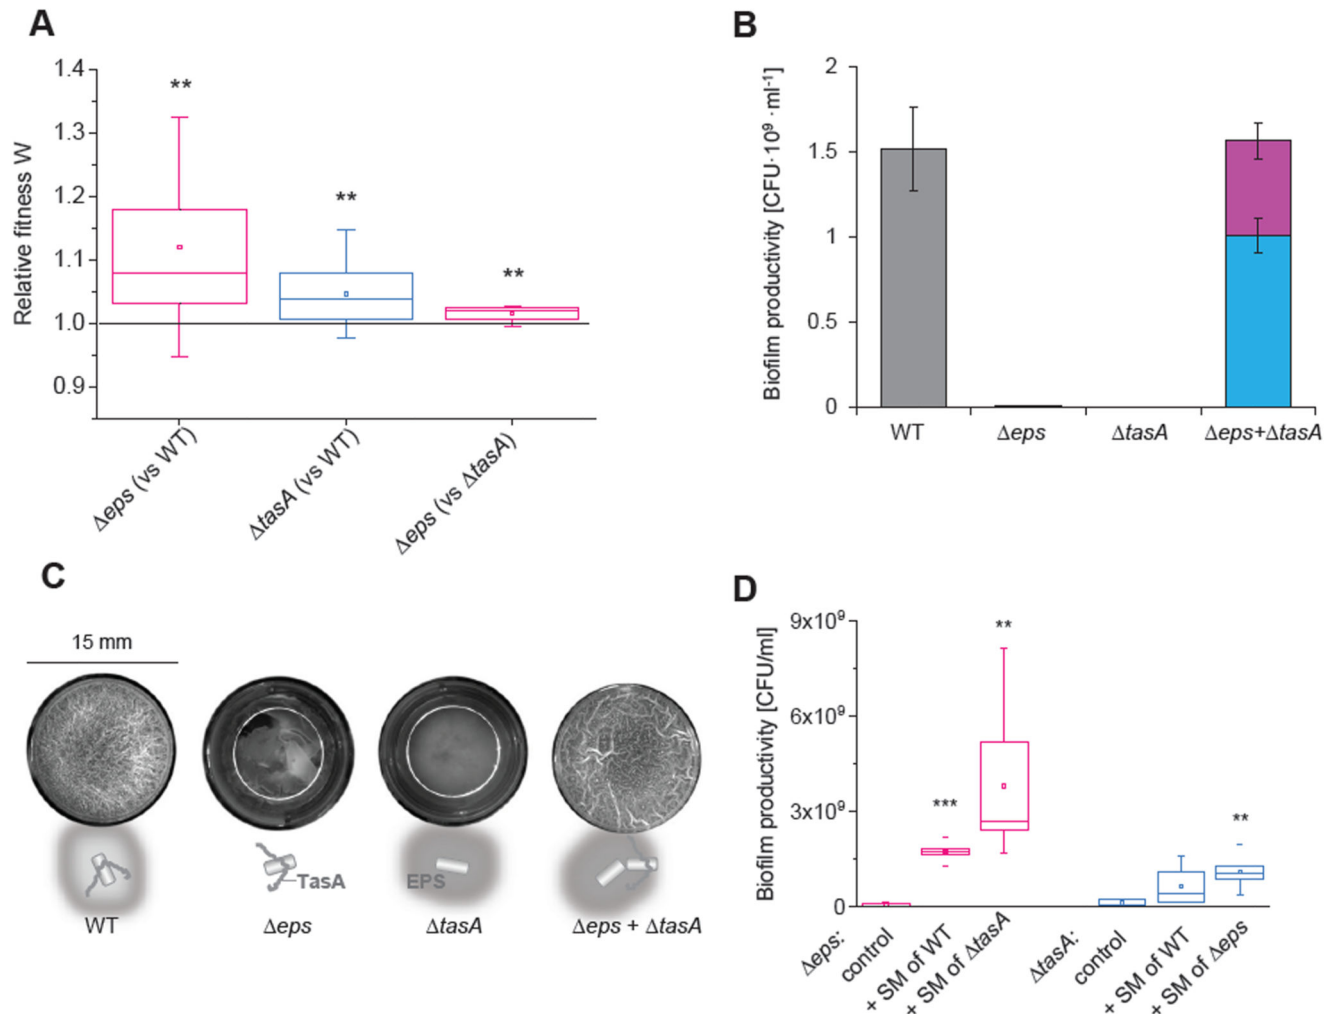 A
Relative fitness W
1.4
1.3
1.2
1.1
1.0
0.9
**
**
**
Δeps (vs WT)
ΔtasA (vs WT)
Δeps (vs ΔtasA)
B
Biofilm productivity [CFU·10⁹ ·ml⁻¹]
2
1.5
1
0.5
0
WT
Δeps
ΔtasA
Δeps+ΔtasA
C
15 mm
TasA
EPS
WT
Δeps
ΔtasA
Δeps + ΔtasA
D
Biofilm productivity [CFU/ml]
9x10⁹
6x10⁹
3x10⁹
0
***
**
**
Δeps:
control
+ SM of WT
+ SM of ΔtasA
ΔtasA:
control
+ SM of WT
+ SM of Δeps